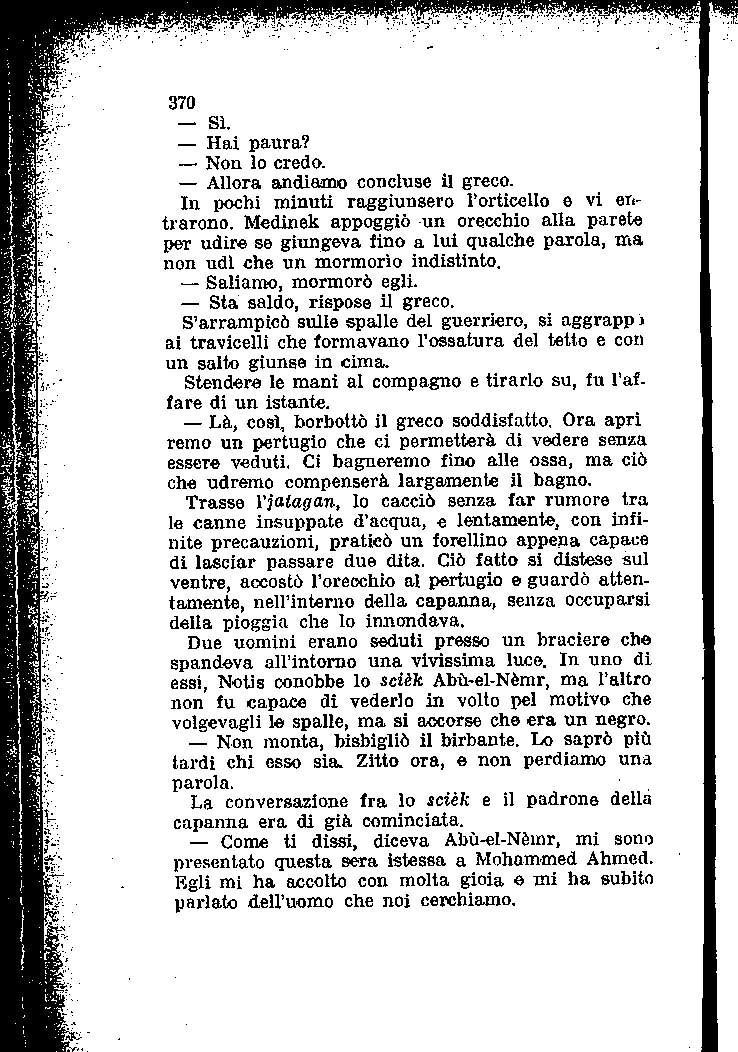 370
— Sì.
— Hai paura?
— Non lo credo.
— Allora andiamo concluse il greco.
In pochi minuti raggiunsero l'orticello e vi en-
trarono. Medinek appoggiò un orecchio alla parete
per udire se giungeva fino a lui qualche parola, ma
non udì che un mormorìo indistinto.
— Saliamo, mormorò egli.
— Sta saldo, rispose il greco.
S'arrampicò sulle spalle del guerriero, si aggrappò
ai travicelli che formavano l'ossatura del tetto e con
un salto giunse in cima.
Stendere le mani al compagno e tirarlo su, fu l'af-
fare di un istante.
— Là, così, borbottò il greco soddisfatto. Ora apri
remo un pertugio che ci permetterà di vedere senza
essere veduti. Ci bagneremo fino alle ossa, ma ciò
che udremo compenserà largamente il bagno.
Trasse l'jatagan, lo cacciò senza far rumore tra
le canne insuppate d'acqua, e lentamente, con infi-
nite precauzioni, praticò un forellino appena capace
di lasciar passare due dita. Ciò fatto si distese sul
ventre, accostò l'orecchio al pertugio e guardò atten-
tamente, nell'interno della capanna, senza occuparsi
della pioggia che lo innondava.
Due uomini erano seduti presso un braciere che
spandeva all'intorno una vivissima luce. In uno di
essi, Notis conobbe lo scièk Abù-el-Nèmr, ma l'altro
non fu capace di vederlo in volto pel motivo che
volgevagli le spalle, ma si accorse che era un negro.
— Non monta, bisbigliò il birbante. Lo saprò più
tardi chi esso sia. Zitto ora, e non perdiamo una
parola.
La conversazione fra lo scièk e il padrone della
capanna era di già cominciata.
— Come ti dissi, diceva Abù-el-Nèmr, mi sono
presentato questa sera istessa a Mohammed Ahmed.
Egli mi ha accolto con molta gioia e mi ha subito
parlato dell'uomo che noi cerchiamo.